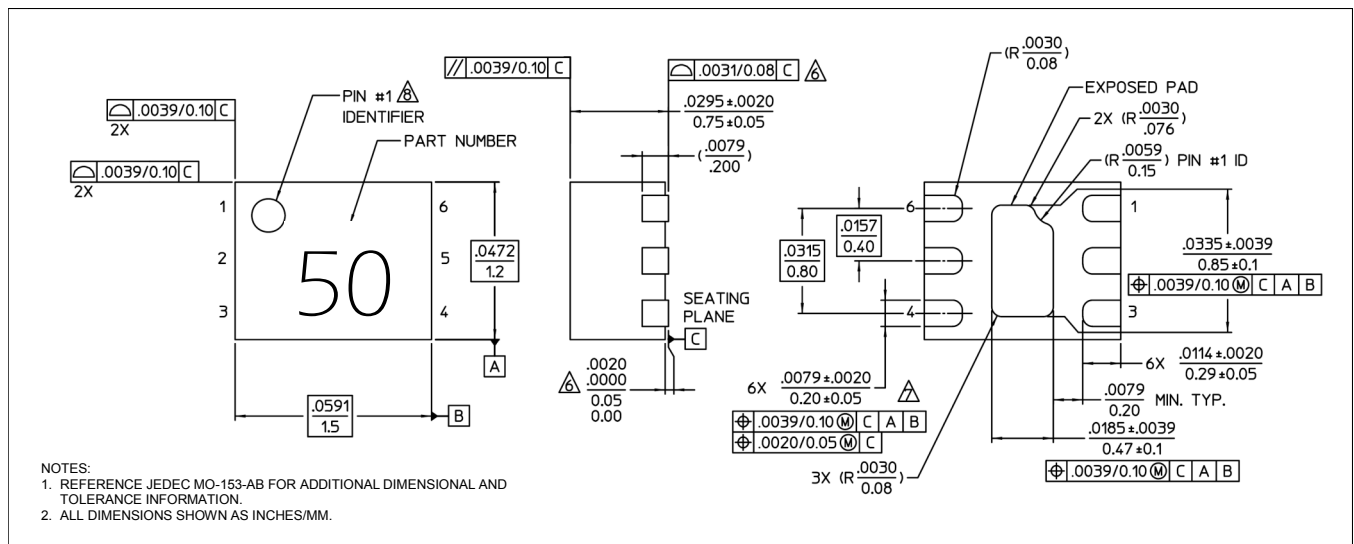 ⌓ .0039/0.10 C
2X
⌓ .0039/0.10 C
2X
PIN #1 8
IDENTIFIER
PART NUMBER
1
2
3
6
5
4
50
.0472
1.2
A
.0591
1.5
B
// .0039/0.10 C
⌓ .0031/0.08 C 6
.0295±.0020
0.75±0.05
(.0079
.200)
SEATING
PLANE
C
6
.0020
.0000
0.05
0.00
(R .0030
0.08)
EXPOSED PAD
2X (R .0030
.076)
(R .0059
0.15) PIN #1 ID
6
4
1
3
.0315
0.80
.0157
0.40
.0335±.0039
0.85±0.1
⌖ .0039/0.10 Ⓜ C A B
6X .0114±.0020
0.29±0.05
.0079
0.20 MIN. TYP.
.0185±.0039
0.47±0.1
⌖ .0039/0.10 Ⓜ C A B
6X .0079±.0020
0.20±0.05 7
⌖ .0039/0.10 Ⓜ C A B
⌖ .0020/0.05 Ⓜ C
3X (R .0030
0.08)
NOTES:
1. REFERENCE JEDEC MO-153-AB FOR ADDITIONAL DIMENSIONAL AND
TOLERANCE INFORMATION.
2. ALL DIMENSIONS SHOWN AS INCHES/MM.